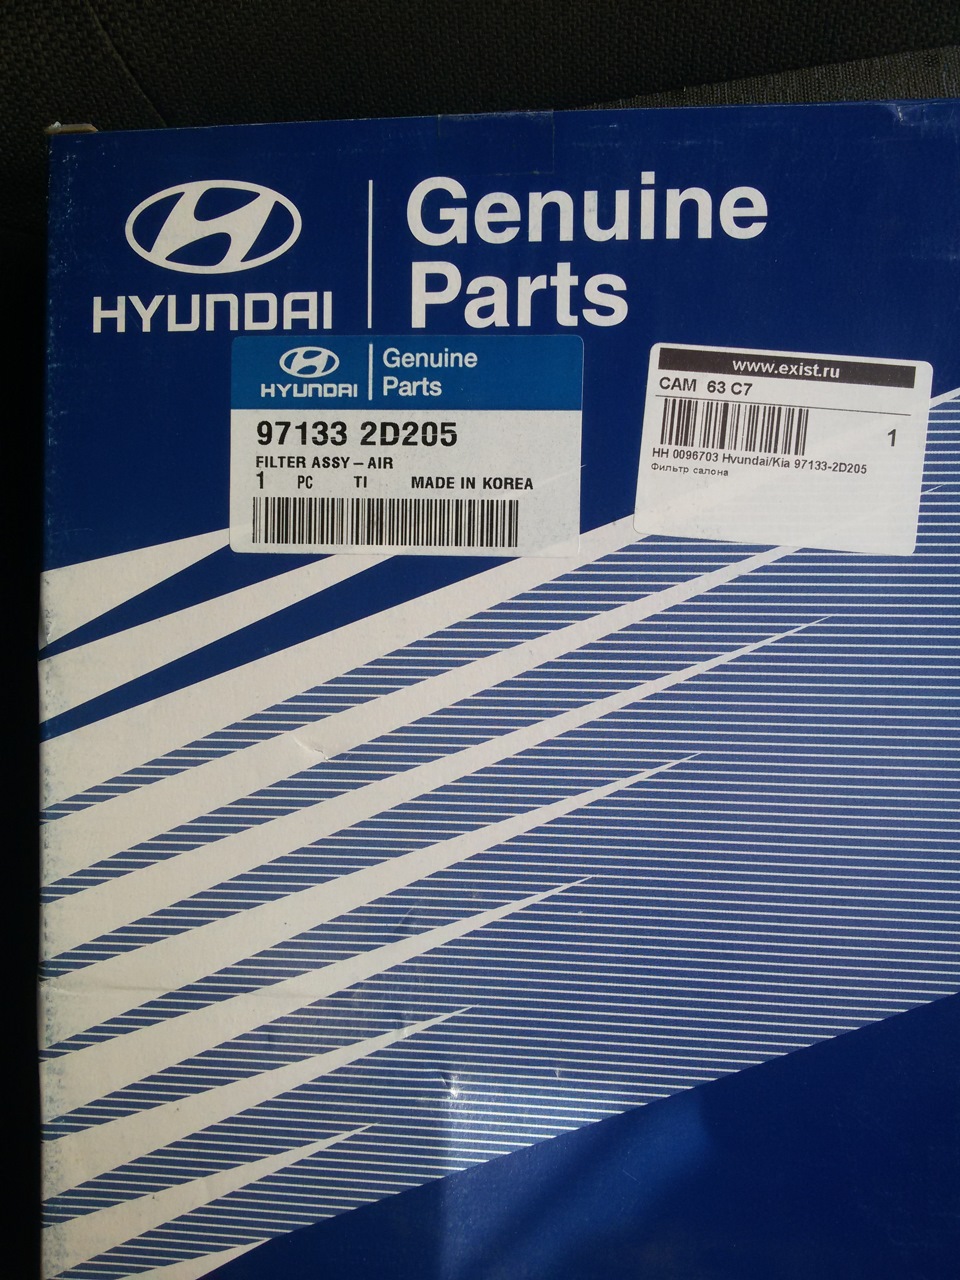 HYUNDAI
Genuine
Parts
HYUNDAI
Genuine
Parts
97133 2D205
FILTER ASSY-AIR
1 PC TI MADE IN KOREA
www.exist.ru
CAM 63 C7
1
HH 0096703 Hyundai/Kia 97133-2D205
Фильтр салона